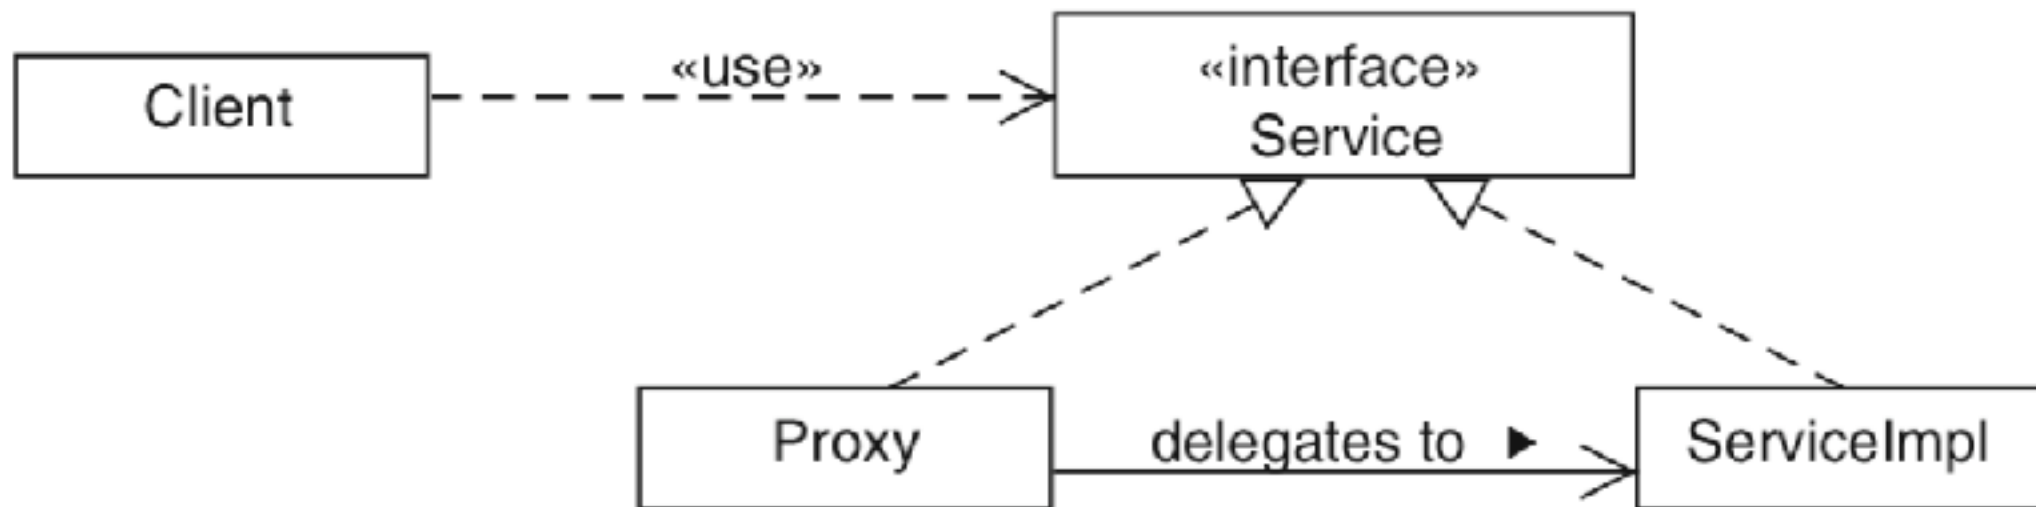 Client
«use»
«interface»
Service
Proxy
delegates to ▶
ServiceImpl